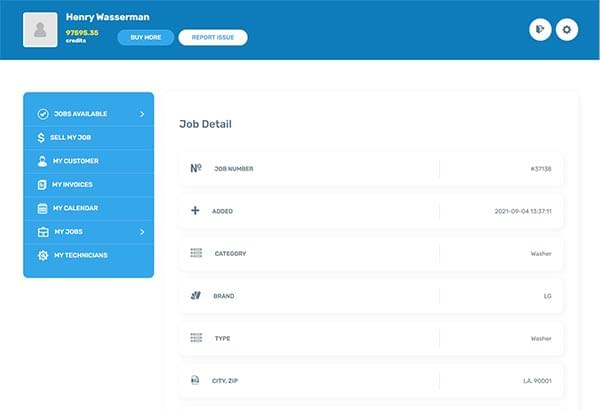 Henry Wasserman
97595.35
credits
BUY MORE
REPORT ISSUE
JOBS AVAILABLE
SELL MY JOB
MY CUSTOMER
MY INVOICES
MY CALENDAR
MY JOBS
MY TECHNICIANS
Job Detail
Nº JOB NUMBER #37138
ADDED 2021-09-04 13:37:11
CATEGORY Washer
BRAND LG
TYPE Washer
CITY, ZIP LA, 90001